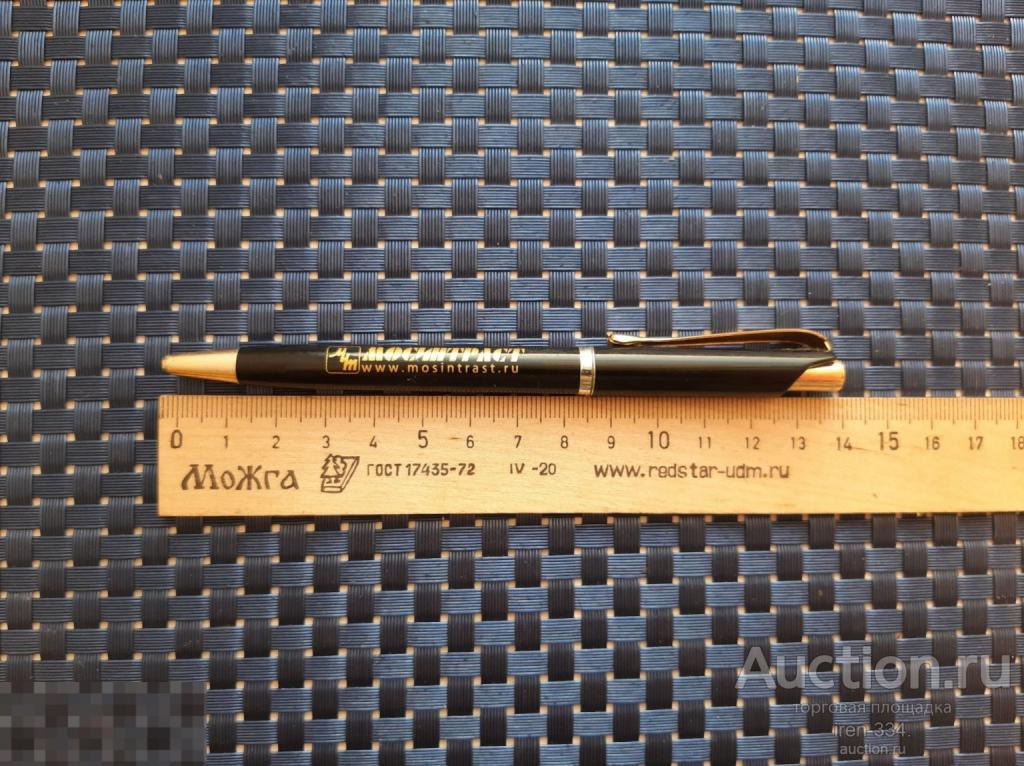 МОСИНТРАСТ
www.mosintrast.ru
0 1 2 3 4 5 6 7 8 9 10 11 12 13 14 15 16 17 18
МоЖга ГОСТ 17435-72 IV -20 www.redstar-udm.ru
Auction.ru
торговая площадка
iren-334
auction.ru